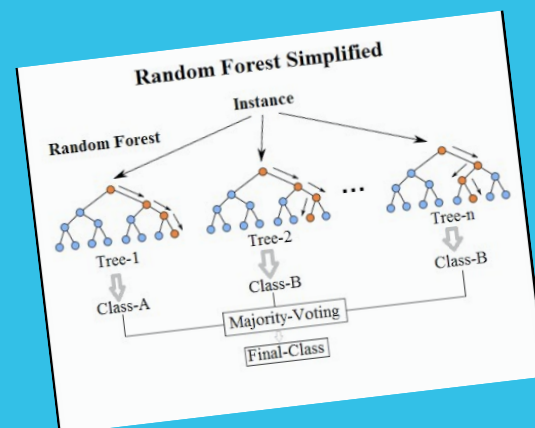 Random Forest Simplified
Instance
Random Forest
...
Tree-1
Tree-2
Tree-n
Class-A
Class-B
Class-B
Majority-Voting
Final-Class